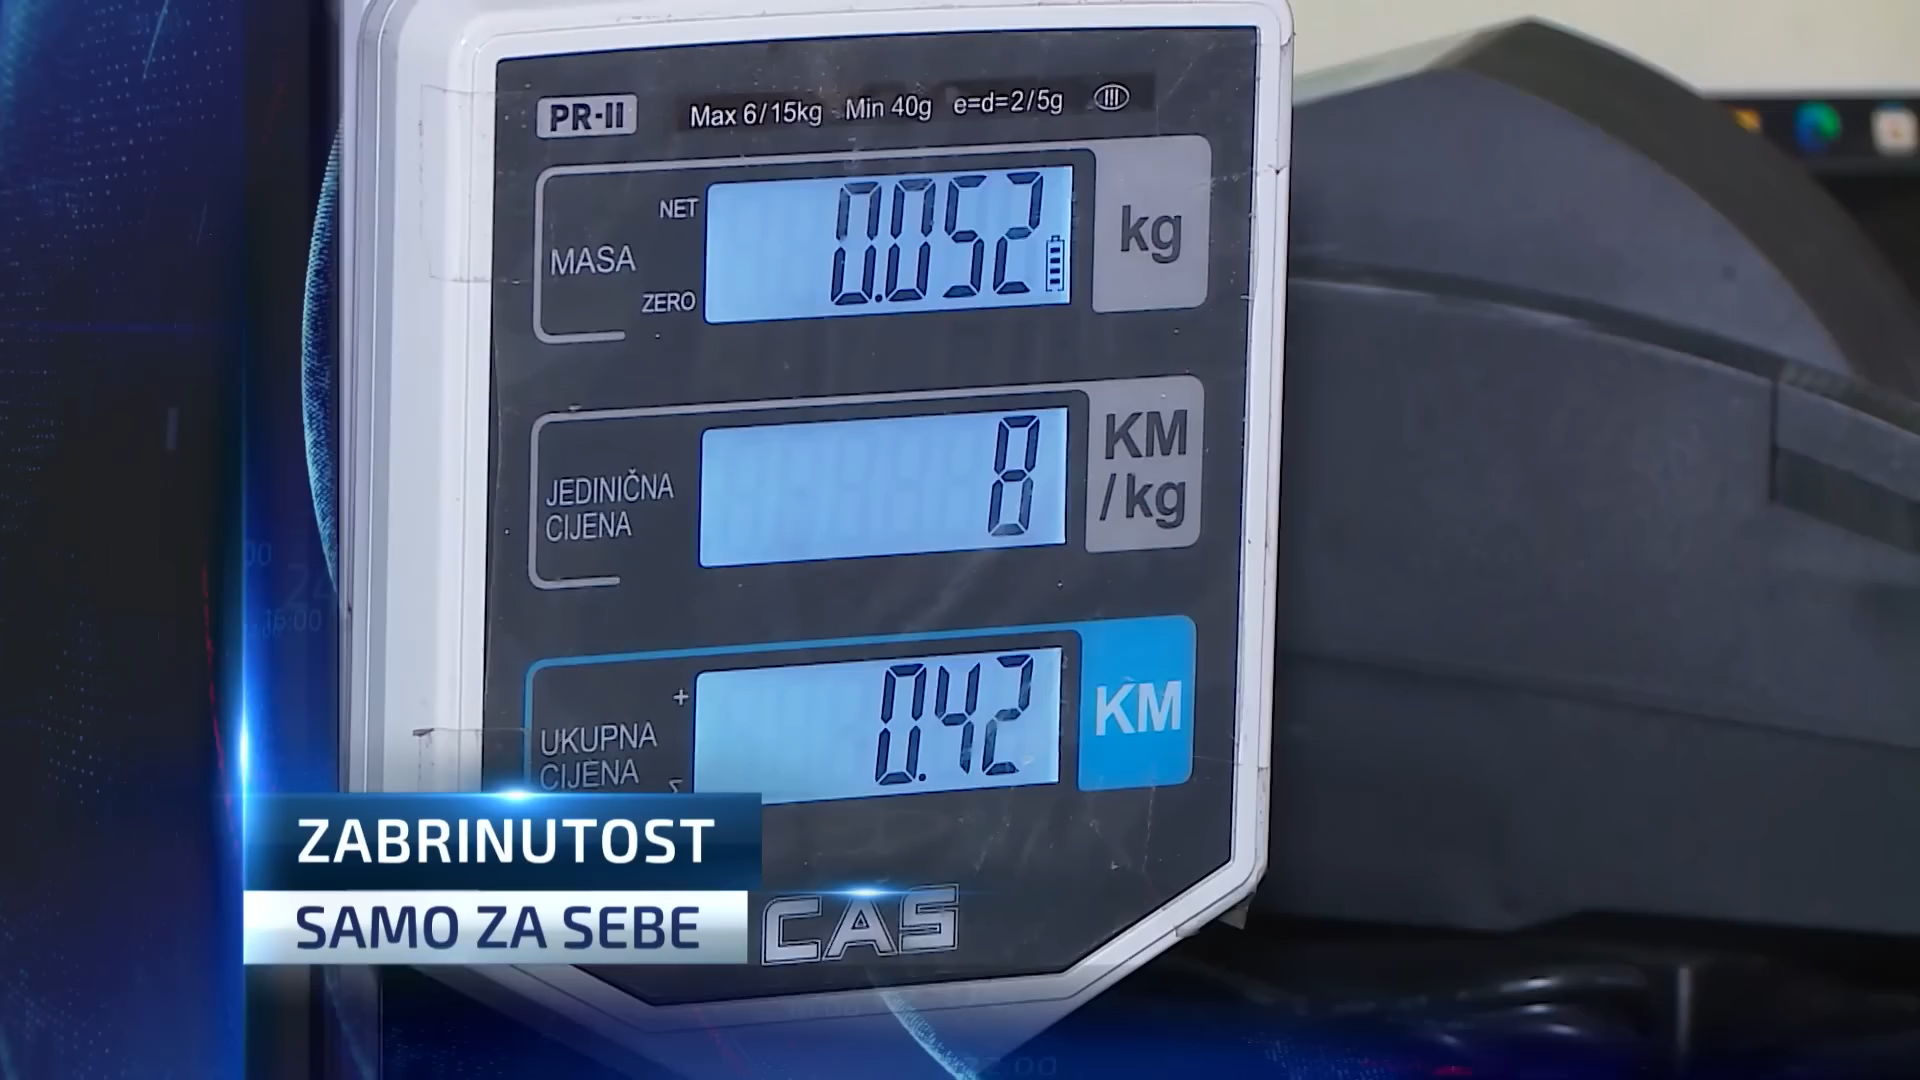 PR-II
Max 6/15kg Min 40g e=d=2/5g III
NET
0.052
kg
MASA
ZERO
8
KM
/kg
JEDINIČNA
CIJENA
+
0.42
KM
UKUPNA
CIJENA
ZABRINUTOST
SAMO ZA SEBE
CAS